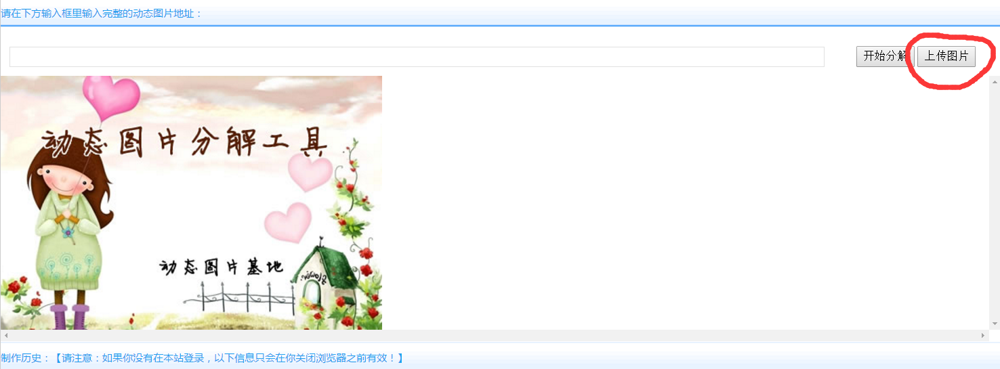 请在下方输入框里输入完整的动态图片地址：
开始分解 上传图片
动态图片分解工具
动态图片基地
制作历史：【请注意：如果你没有在本站登录，以下信息只会在你关闭浏览器之前有效！】